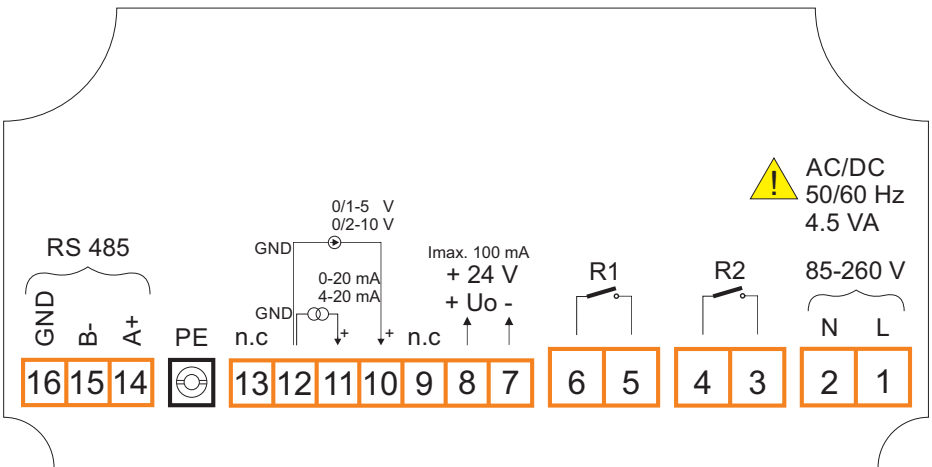 AC/DC
50/60 Hz
4.5 VA
85-260 V
N L
0/1-5 V
0/2-10 V
GND
0-20 mA
4-20 mA
GND
Imax. 100 mA
+ 24 V
+ Uo -
R1
R2
RS 485
GND
B-
A+
PE
n.c
+
+
n.c
16 15 14 13 12 11 10 9 8 7 6 5 4 3 2 1
!